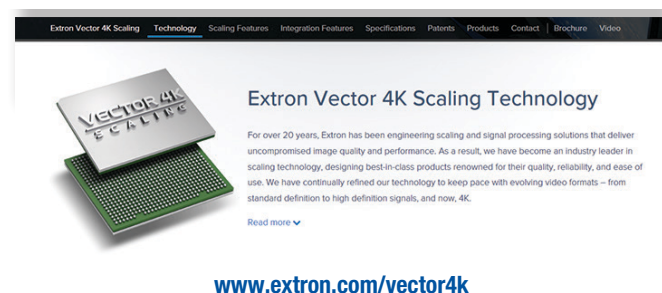 Extron Vector 4K Scaling Technology Scaling Features Integration Features Specifications Patents Products Contact Brochure Video
VECTOR 4K
SCALING
Extron Vector 4K Scaling Technology
For over 20 years, Extron has been engineering scaling and signal processing solutions that deliver
uncompromised image quality and performance. As a result, we have become an industry leader in
scaling technology, designing best-in-class products renowned for their quality, reliability, and ease of
use. We have continually refined our technology to keep pace with evolving video formats – from
standard definition to high definition signals, and now, 4K.
Read more
www.extron.com/vector4k